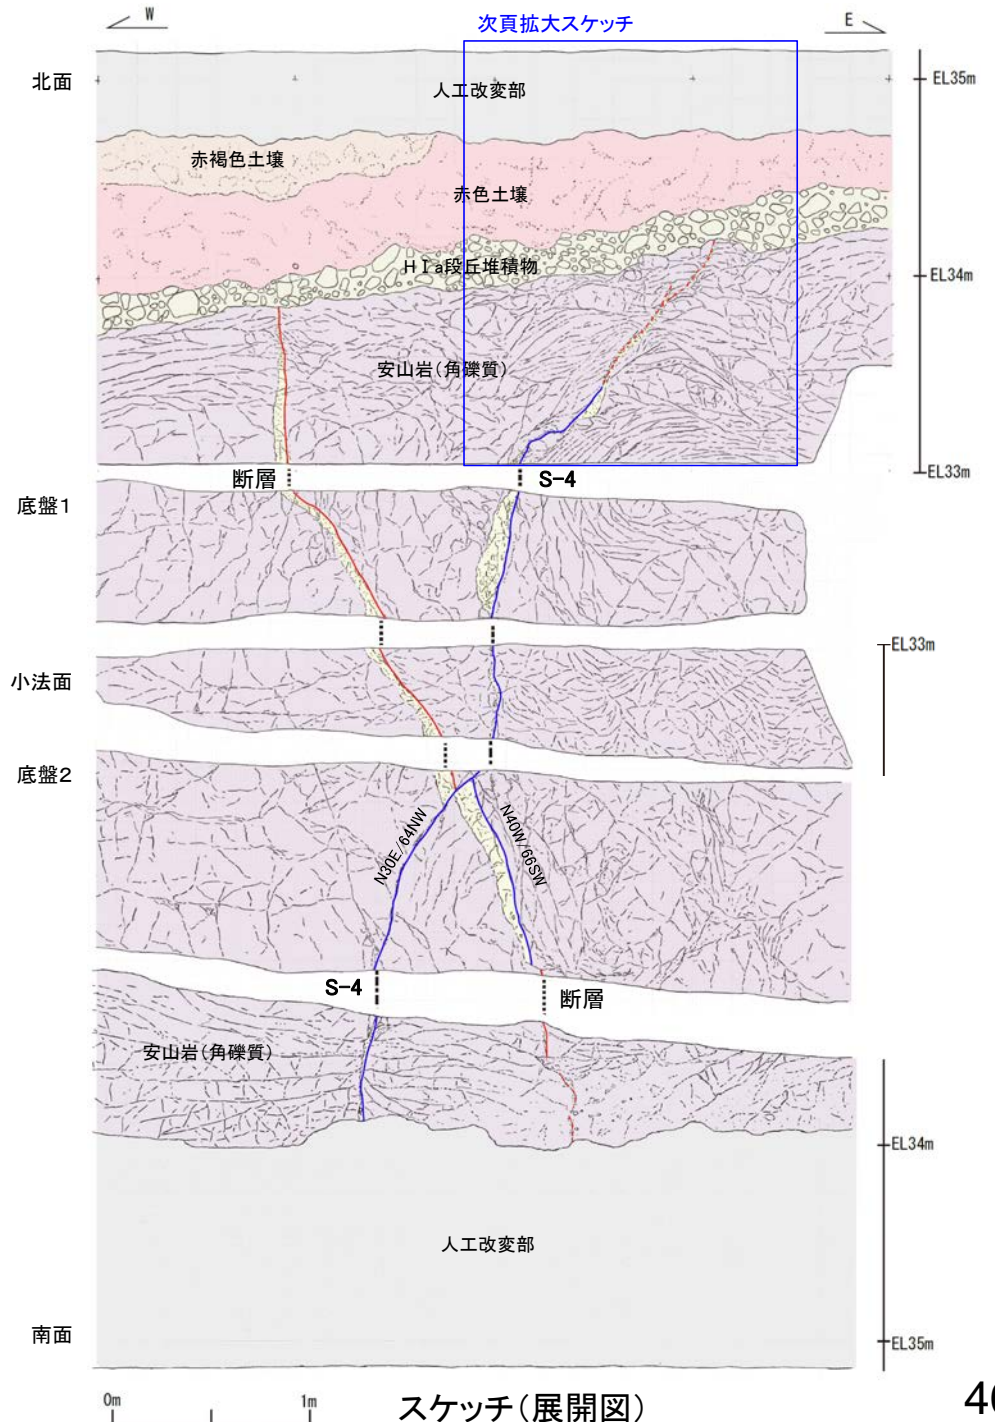 W
次頁拡大スケッチ
E
北面
人工改変部
EL35m
赤褐色土壌
赤色土壌
HⅠa段丘堆積物
EL34m
安山岩(角礫質)
EL33m
断層
S-4
底盤1
EL33m
小法面
底盤2
N30E/64NW
N40W/66SW
S-4
断層
安山岩(角礫質)
EL34m
人工改変部
南面
EL35m
0m
1m
スケッチ(展開図)